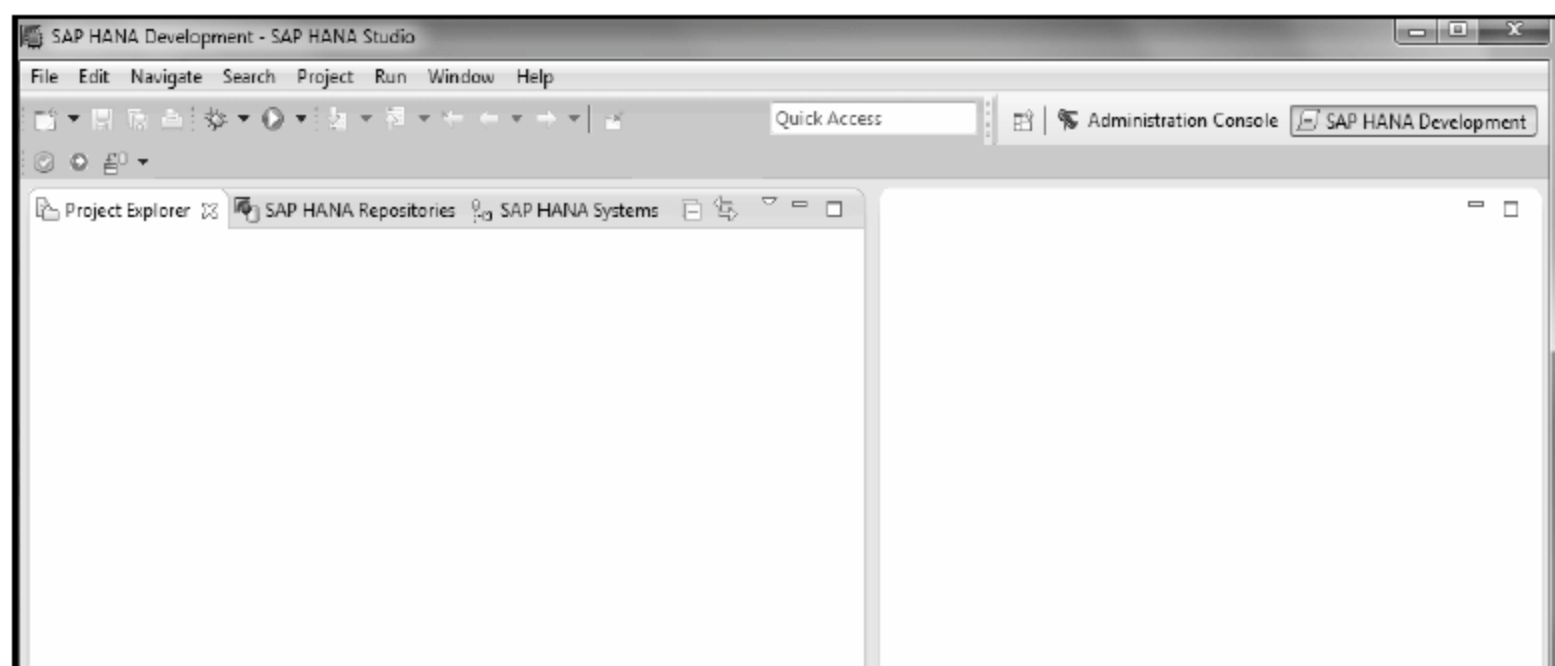 SAP HANA Development - SAP HANA Studio
File Edit Navigate Search Project Run Window Help
Quick Access Administration Console SAP HANA Development
Project Explorer SAP HANA Repositories SAP HANA Systems